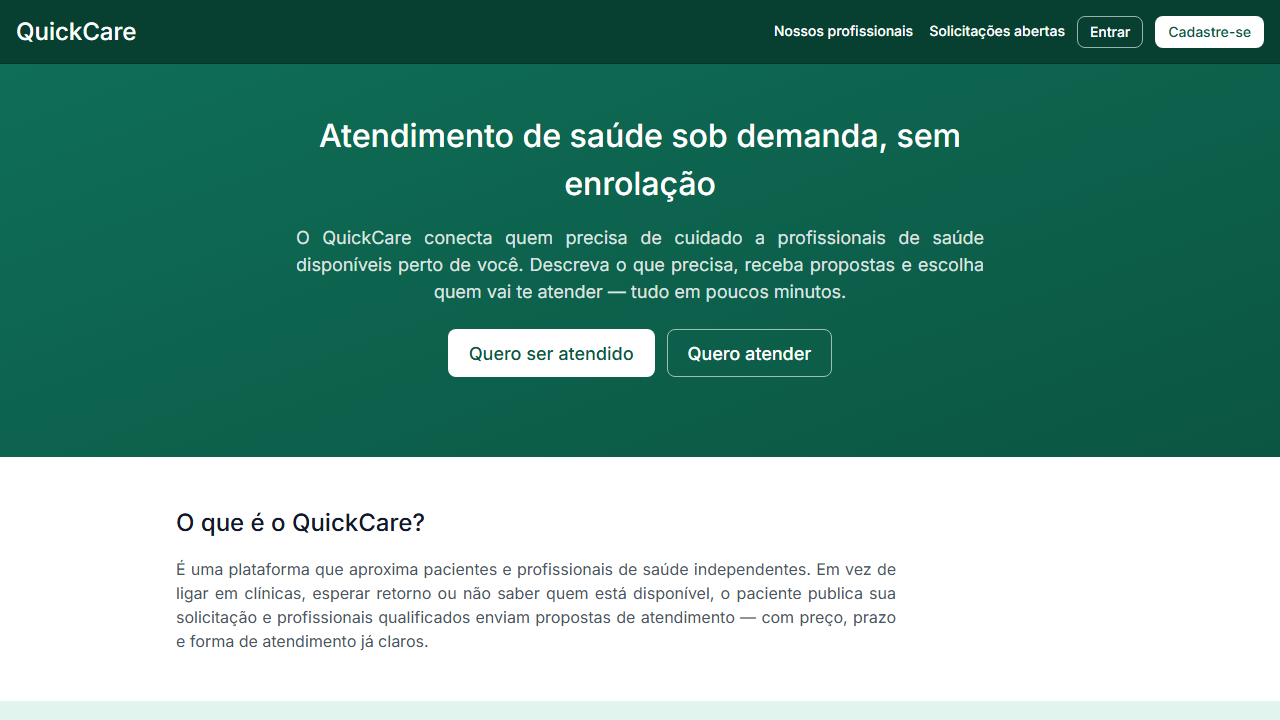 QuickCare
Nossos profissionais
Solicitações abertas
Entrar
Cadastre-se
Atendimento de saúde sob demanda, sem
enrolação
O QuickCare conecta quem precisa de cuidado a profissionais de saúde
disponíveis perto de você. Descreva o que precisa, receba propostas e escolha
quem vai te atender — tudo em poucos minutos.
Quero ser atendido
Quero atender
O que é o QuickCare?
É uma plataforma que aproxima pacientes e profissionais de saúde independentes. Em vez de
ligar em clínicas, esperar retorno ou não saber quem está disponível, o paciente publica sua
solicitação e profissionais qualificados enviam propostas de atendimento — com preço, prazo
e forma de atendimento já claros.